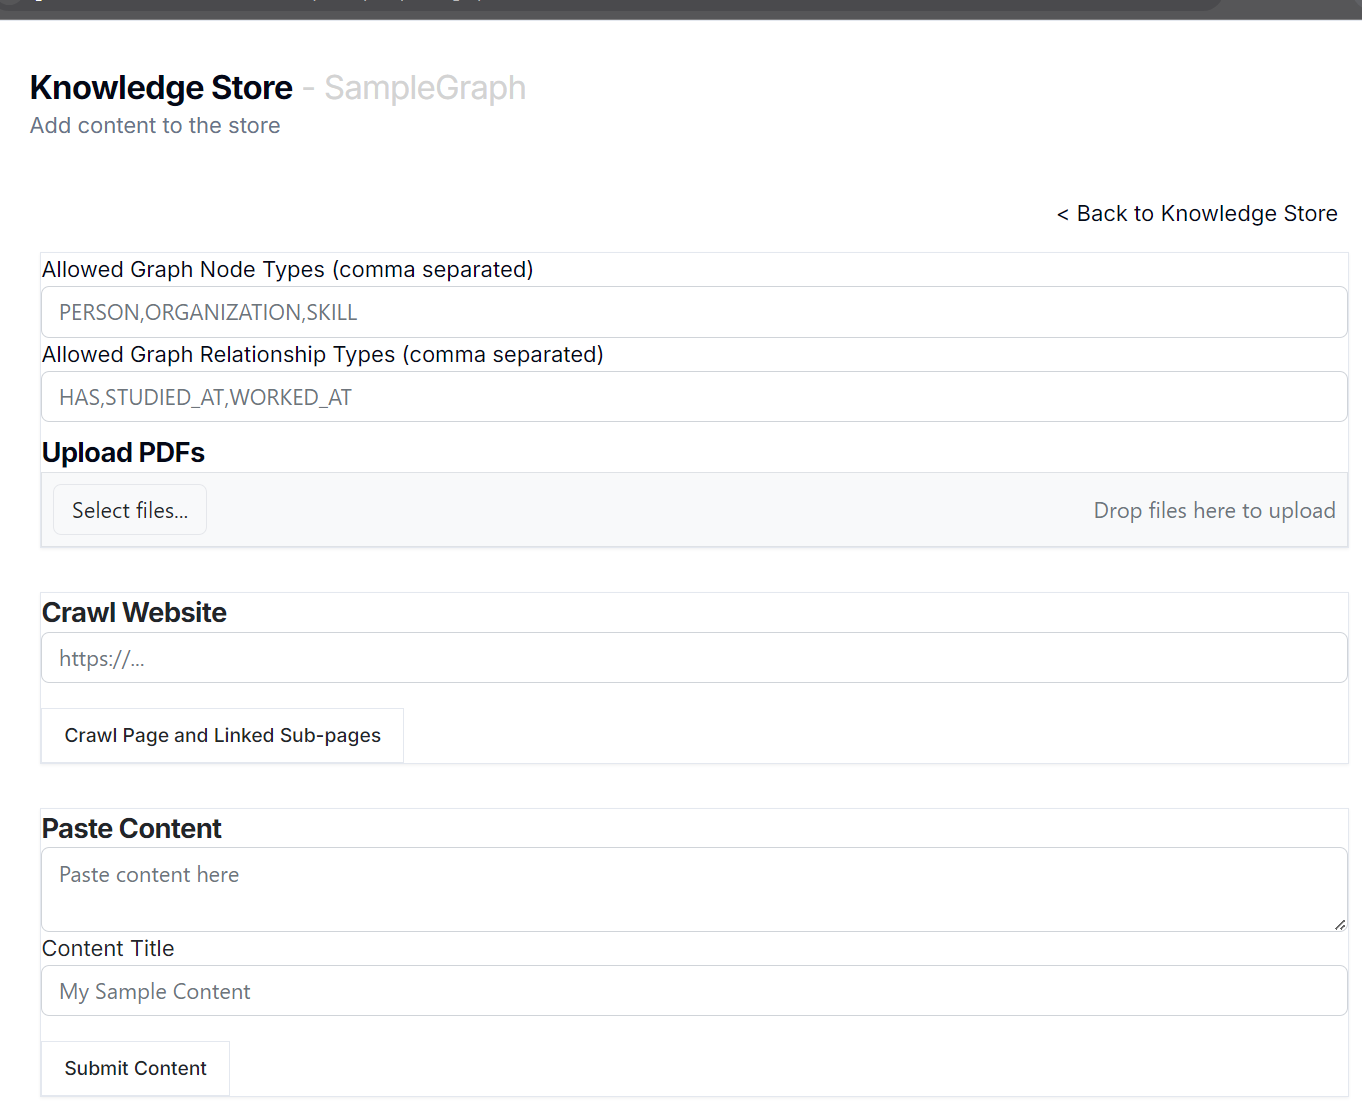 Knowledge Store - SampleGraph
Add content to the store
< Back to Knowledge Store
Allowed Graph Node Types (comma separated)
PERSON,ORGANIZATION,SKILL
Allowed Graph Relationship Types (comma separated)
HAS,STUDIED_AT,WORKED_AT
Upload PDFs
Select files...
Drop files here to upload
Crawl Website
https://...
Crawl Page and Linked Sub-pages
Paste Content
Paste content here
Content Title
My Sample Content
Submit Content